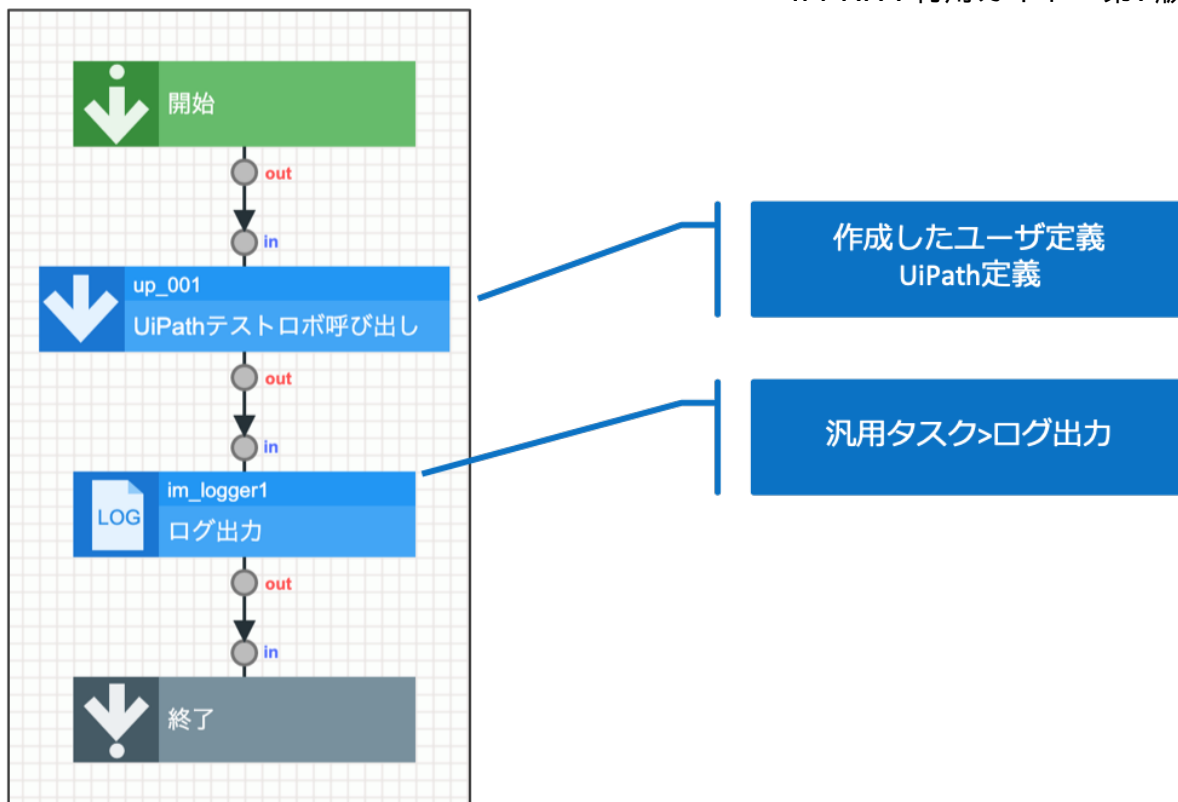 開始
out
in
up_001
UiPathテストロボ呼び出し
out
in
im_logger1
LOG
ログ出力
out
in
終了
作成したユーザ定義
UiPath定義
汎用タスク>ログ出力